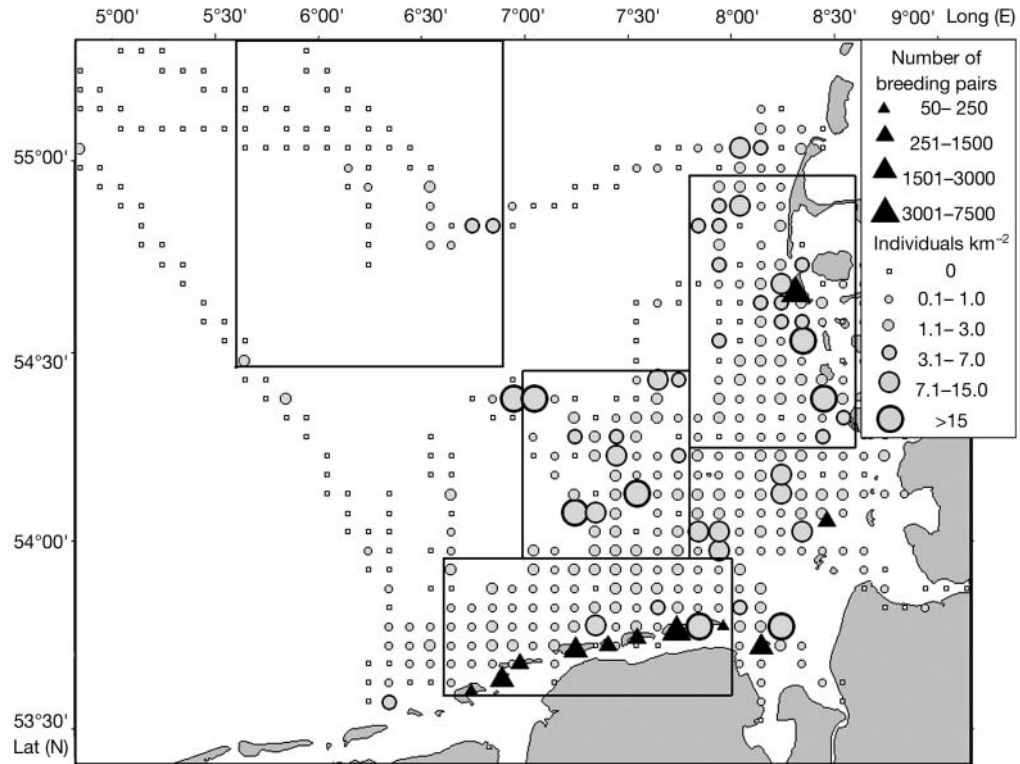 5°00' 5°30' 6°00' 6°30' 7°00' 7°30' 8°00' 8°30' 9°00' Long (E)
Number of
breeding pairs
50–250
251–1500
1501–3000
3001–7500
Individuals km−2
0
0.1–1.0
1.1–3.0
3.1–7.0
7.1–15.0
>15
55°00'
54°30'
54°00'
53°30'
Lat (N)